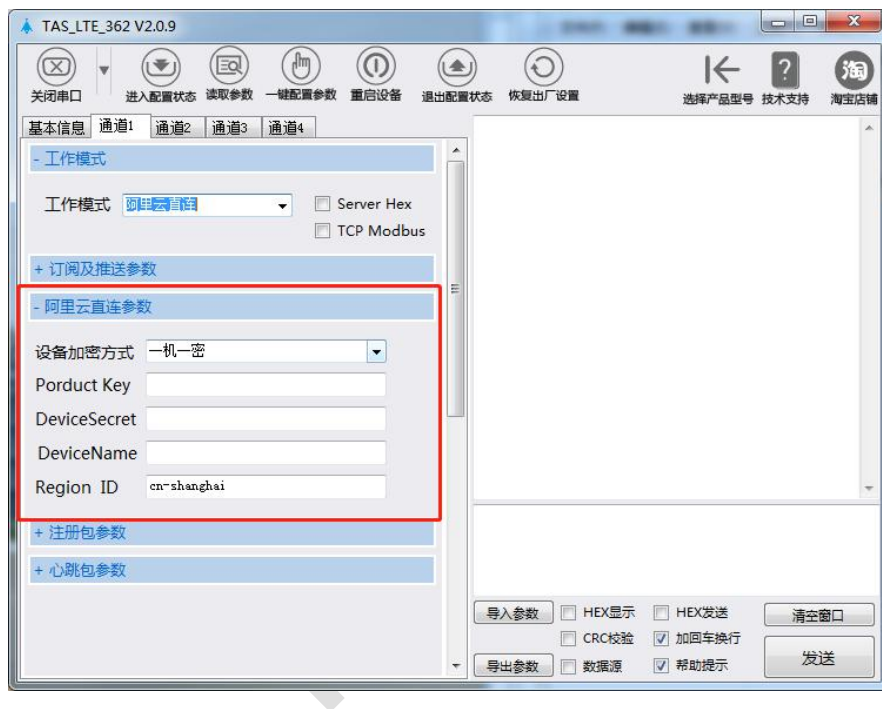 TAS_LTE_362 V2.0.9
关闭串口 进入配置状态 读取参数 一键配置参数 重启设备 退出配置状态 恢复出厂设置 选择产品型号 技术支持 淘宝店铺
淘
基本信息 通道1 通道2 通道3 通道4
- 工作模式
工作模式 阿里云直连 Server Hex
TCP Modbus
+ 订阅及推送参数
- 阿里云直连参数
设备加密方式 一机一密
Porduct Key
DeviceSecret
DeviceName
Region ID cn-shanghai
+ 注册包参数
+ 心跳包参数
导入参数 HEX显示 HEX发送 清空窗口
CRC校验 加回车换行
导出参数 数据源 帮助提示 发送